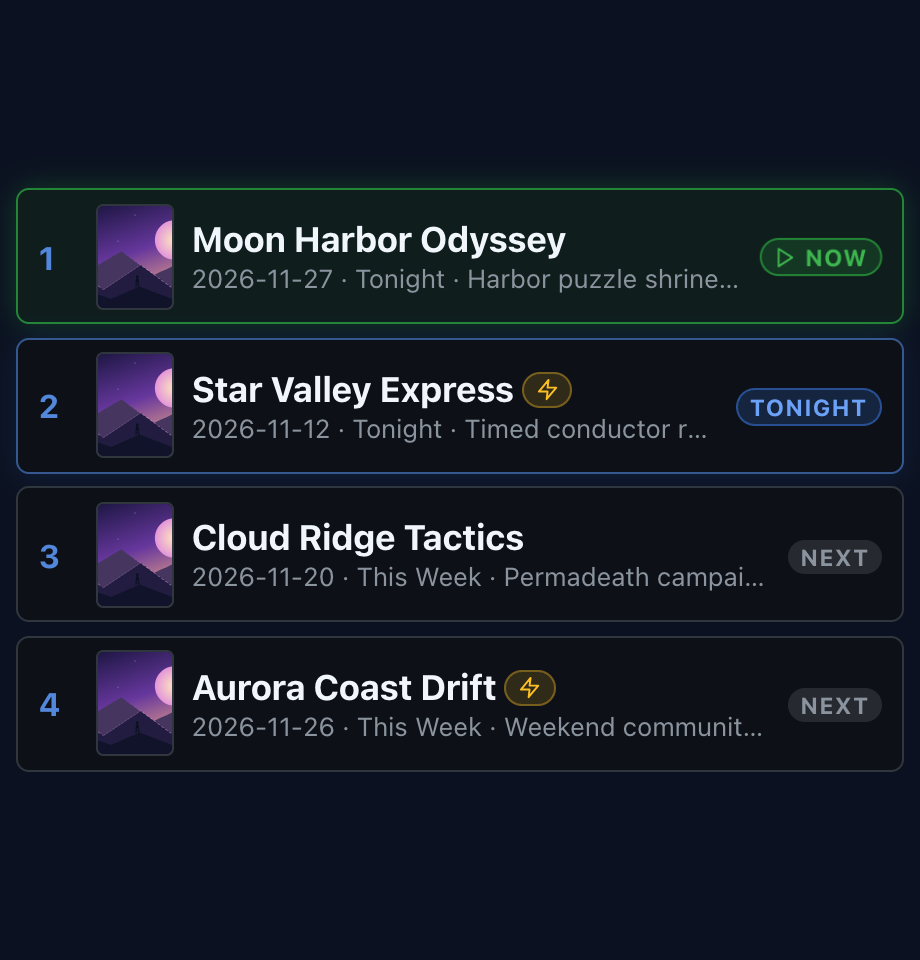 1
Moon Harbor Odyssey
2026-11-27 · Tonight · Harbor puzzle shrine...
NOW
2
Star Valley Express
2026-11-12 · Tonight · Timed conductor r...
TONIGHT
3
Cloud Ridge Tactics
2026-11-20 · This Week · Permadeath campai...
NEXT
4
Aurora Coast Drift
2026-11-26 · This Week · Weekend communit...
NEXT